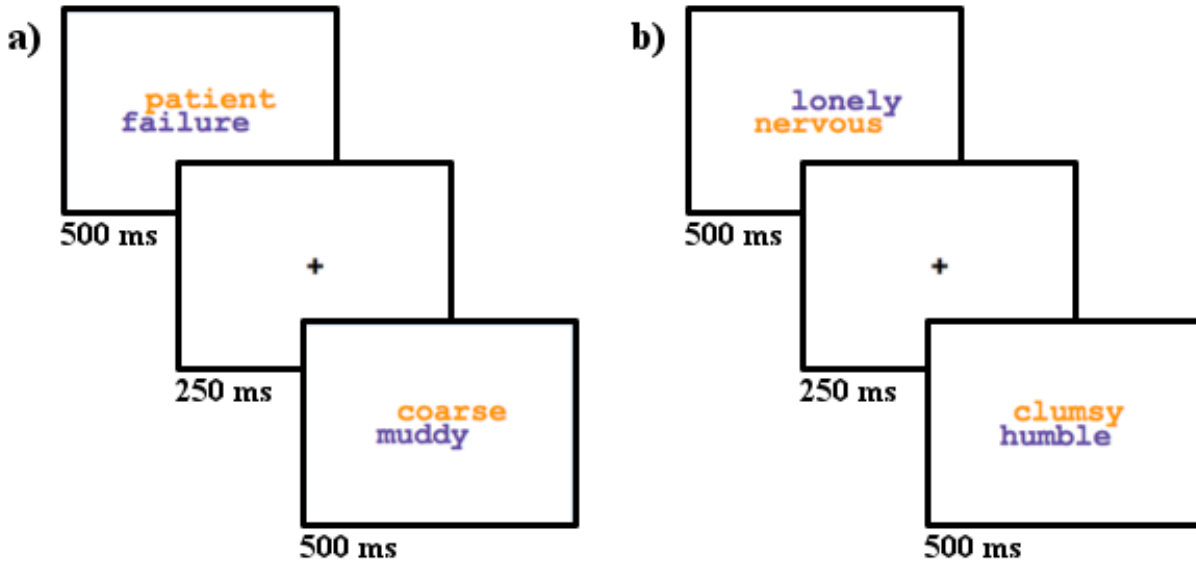 a)
patient
failure
500 ms
+
250 ms
coarse
muddy
500 ms
b)
lonely
nervous
500 ms
+
250 ms
clumsy
humble
500 ms